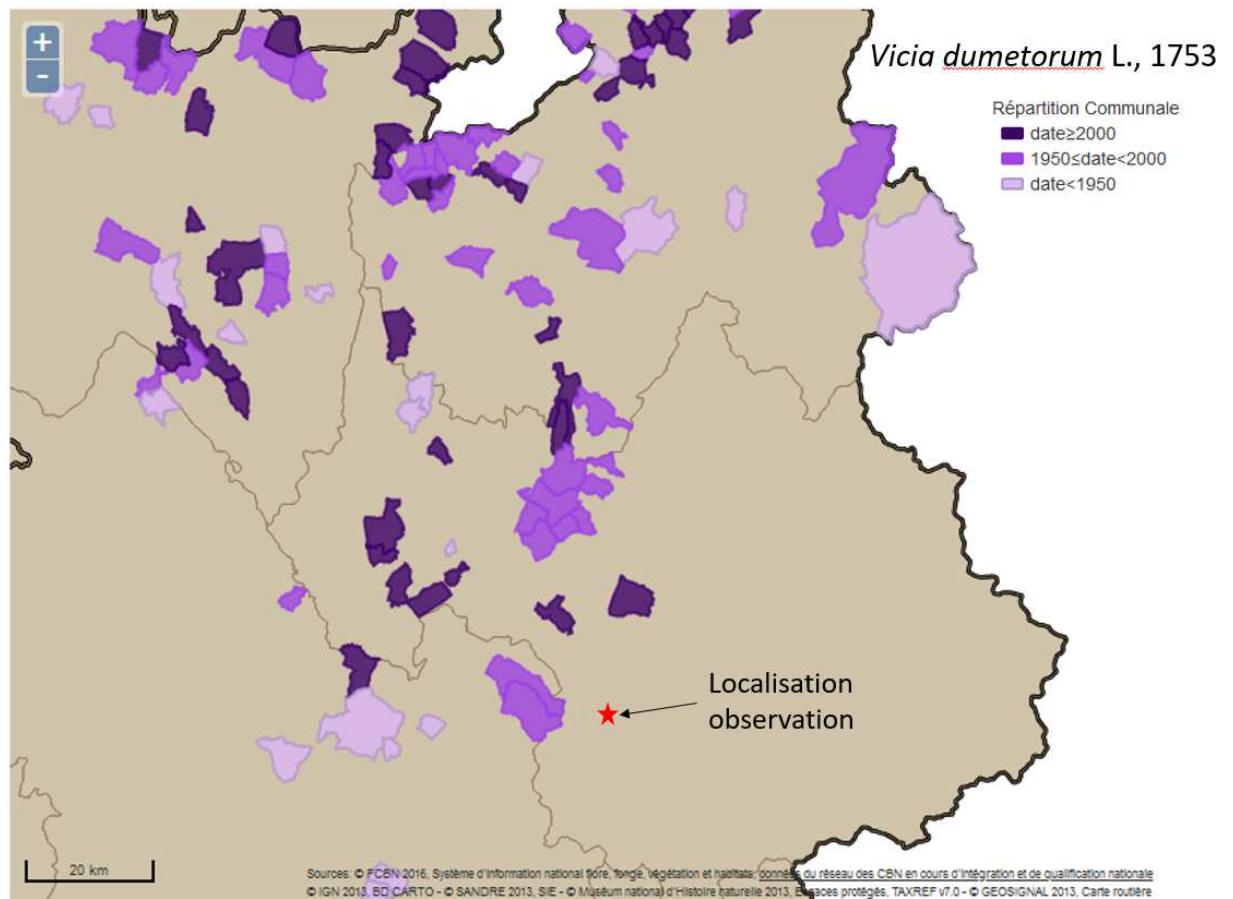 +
-
Vicia dumetorum L., 1753
Répartition Communale
date≥2000
1950≤date<2000
date<1950
Localisation
observation
20 km
Sources: © FCBN 2016, Système d'information national flore, fonge, végétation et habitats: données du réseau des CBN en cours d'intégration et de qualification nationale
© IGN 2013, BD CARTO - © SANDRE 2013, SIE - © Muséum national d'Histoire naturelle 2013, Espaces protégés, TAXREF v7.0 - © GEOSIGNAL 2013, Carte routière